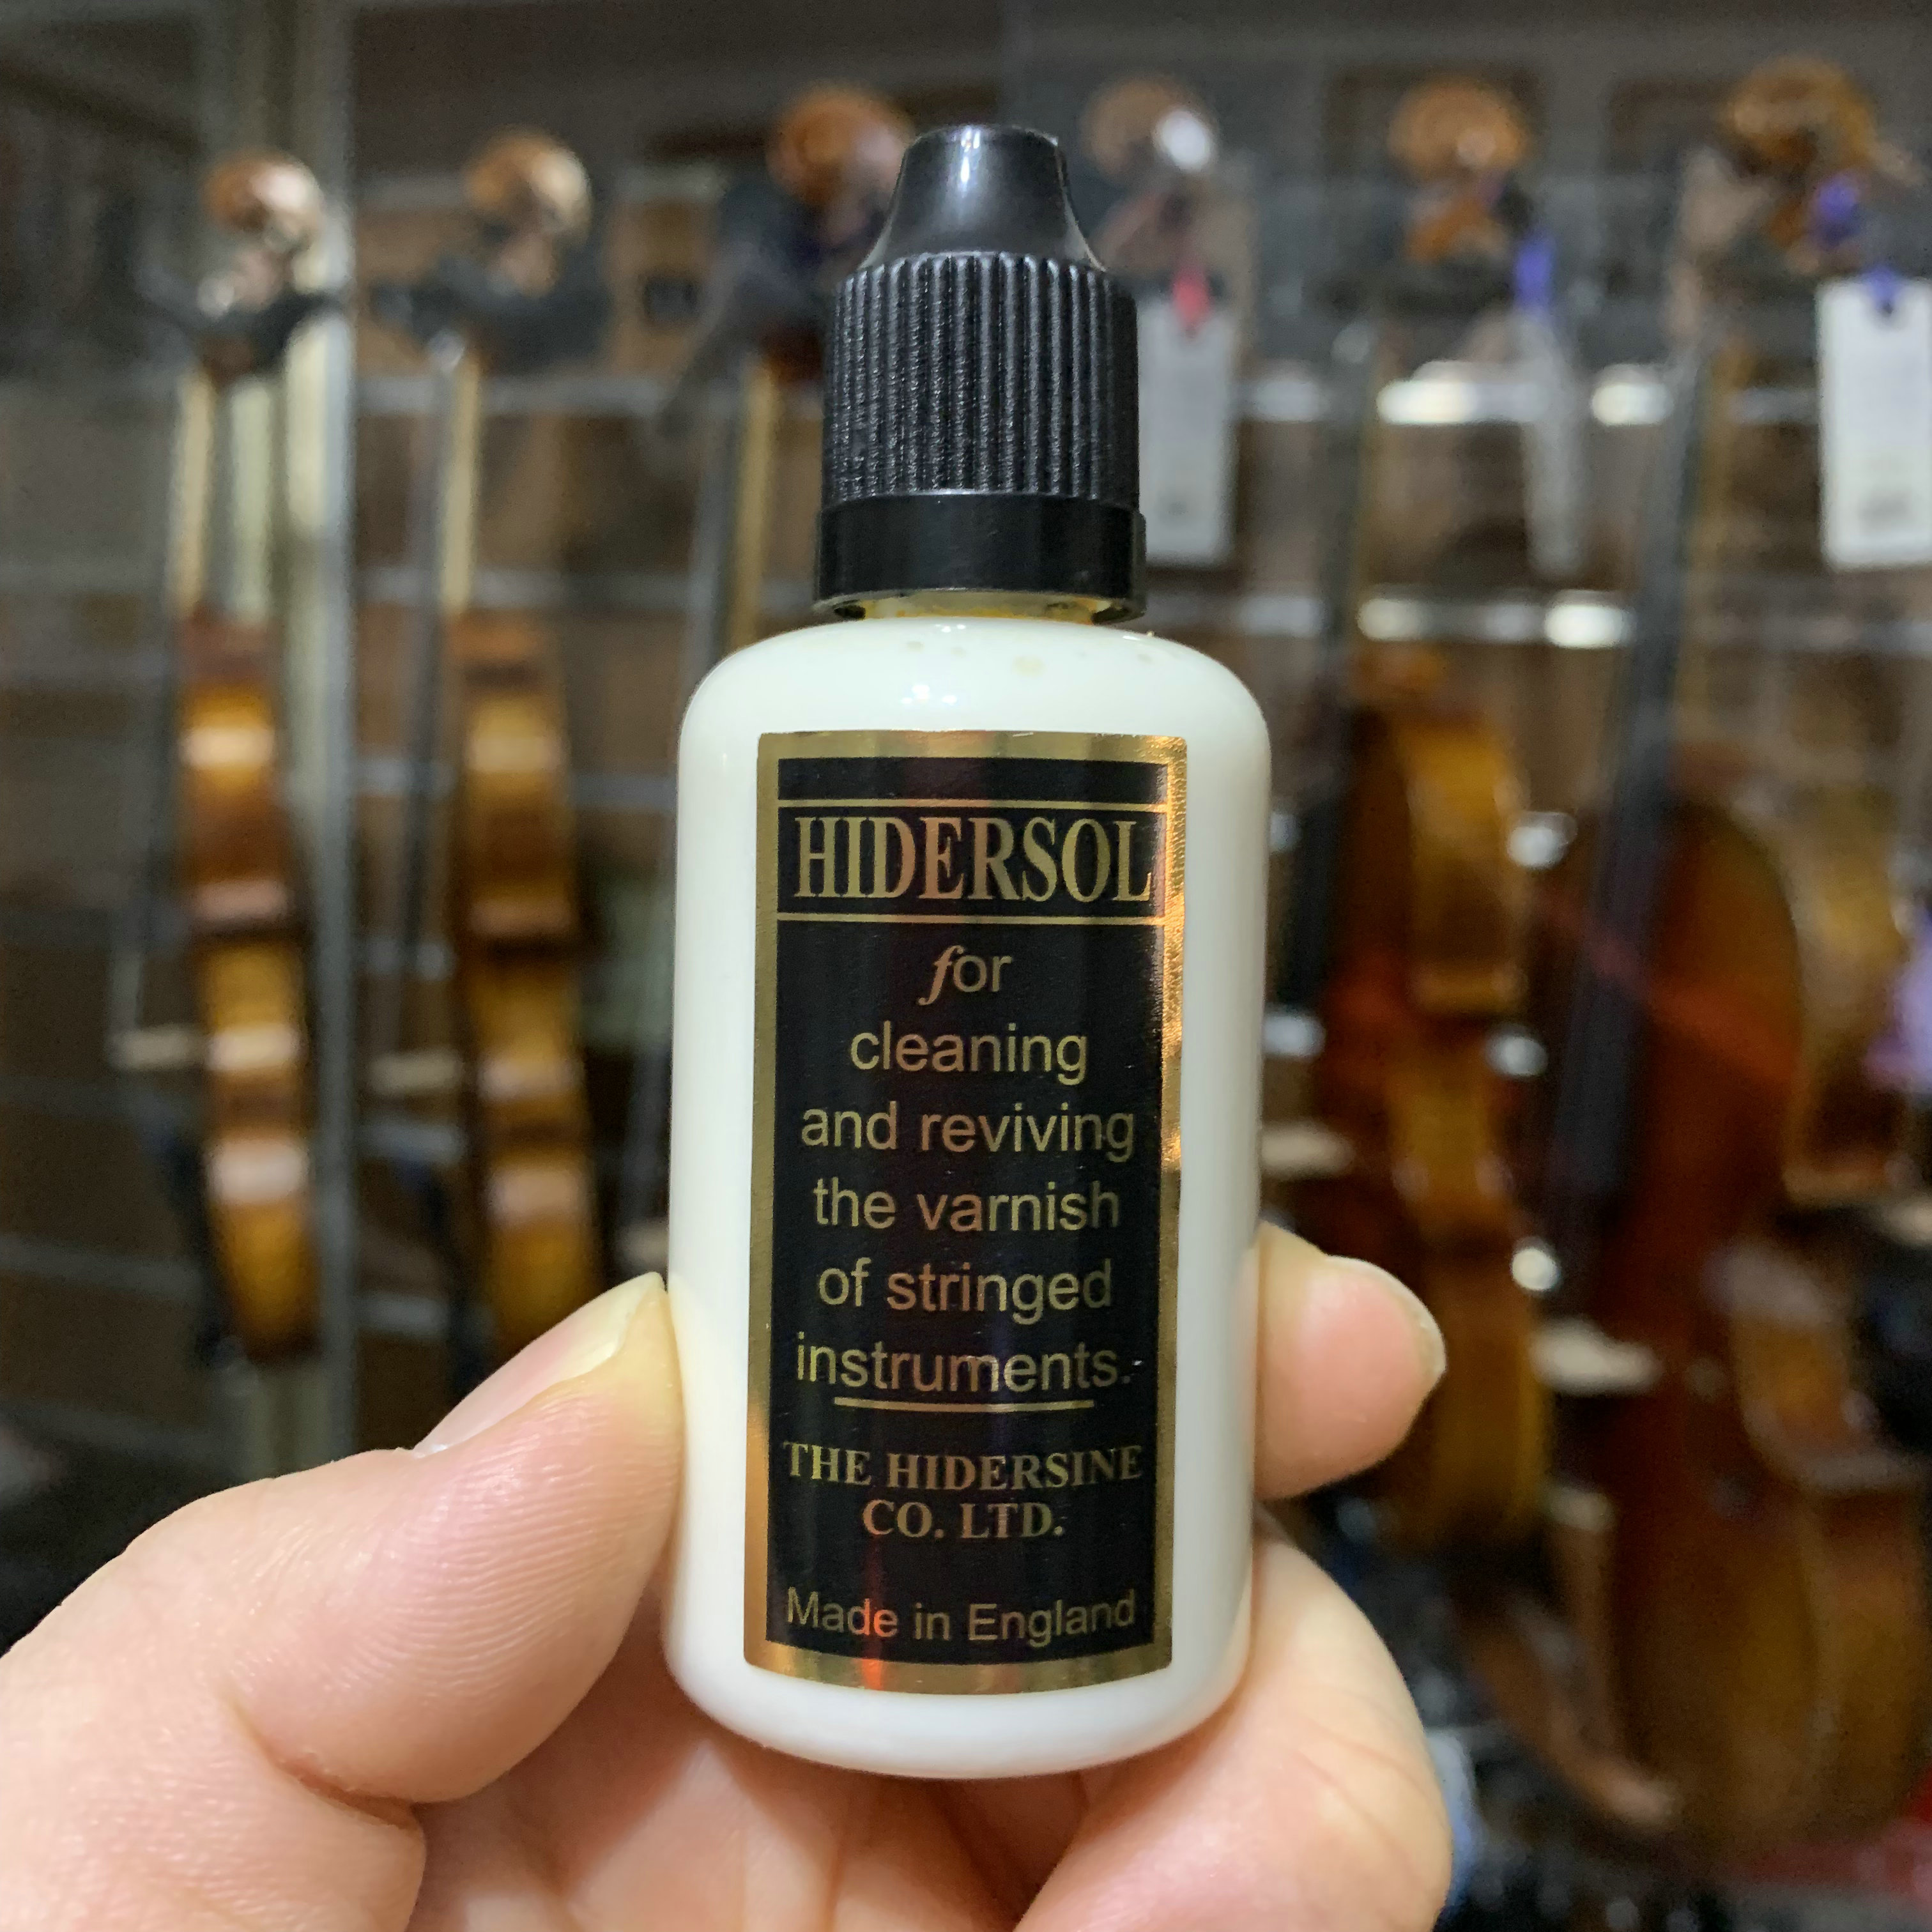 HIDERSOL
for
cleaning
and reviving
the varnish
of stringed
instruments.
THE HIDERSINE
CO. LTD.
Made in England